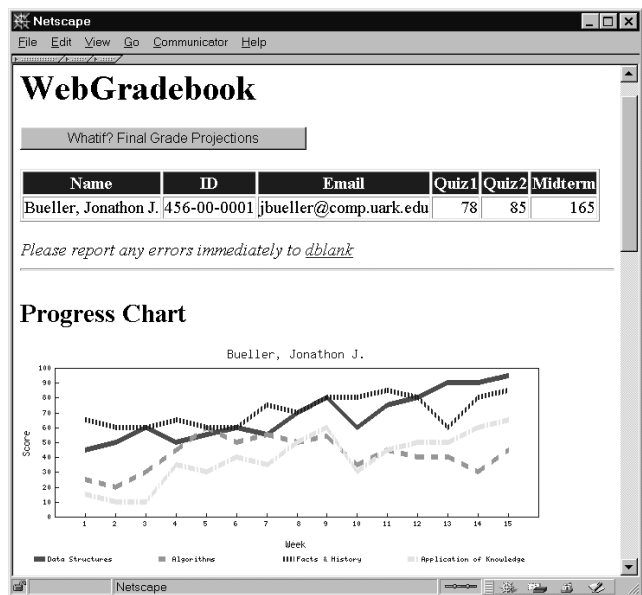 Netscape
File Edit View Go Communicator Help
WebGradebook
Whatif? Final Grade Projections
Name ID Email Quiz1 Quiz2 Midterm
Bueller, Jonathon J. 456-00-0001 jbueller@comp.uark.edu 78 85 165
Please report any errors immediately to dblank
Progress Chart
Bueller, Jonathon J.
100
90
80
70
60
50
40
30
20
10
0
Score
1 2 3 4 5 6 7 8 9 10 11 12 13 14 15
Week
Data Structures Algorithms Facts & History Application of Knowledge
Netscape